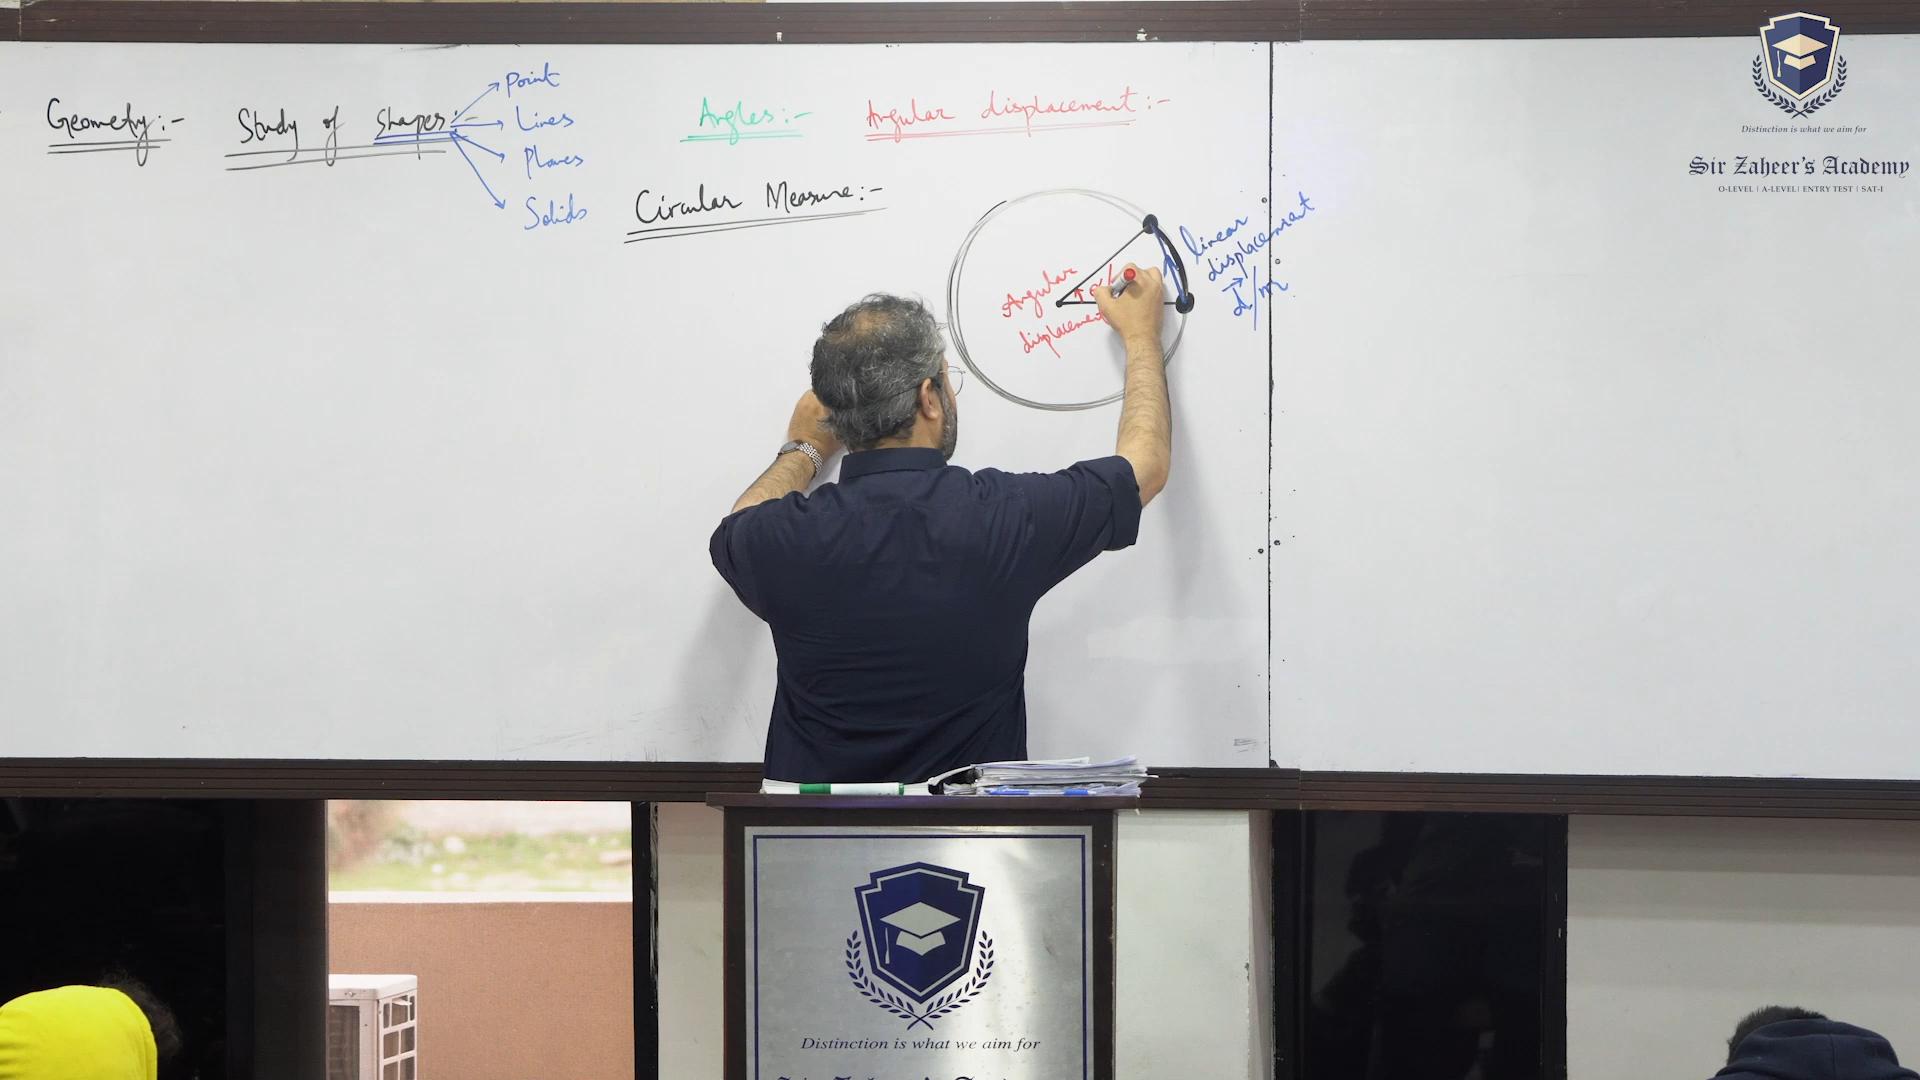 Geometry:- Study of Shapes:-
Point
Lines
Planes
Solids
Angles:- Angular displacement:-
Circular Measure:-
Angular
displacement
linear
displacement
d/m
Distinction is what we aim for
Sir Zaheer's Academy
O-LEVEL | A-LEVEL | ENTRY TEST | SAT-I
Distinction is what we aim for